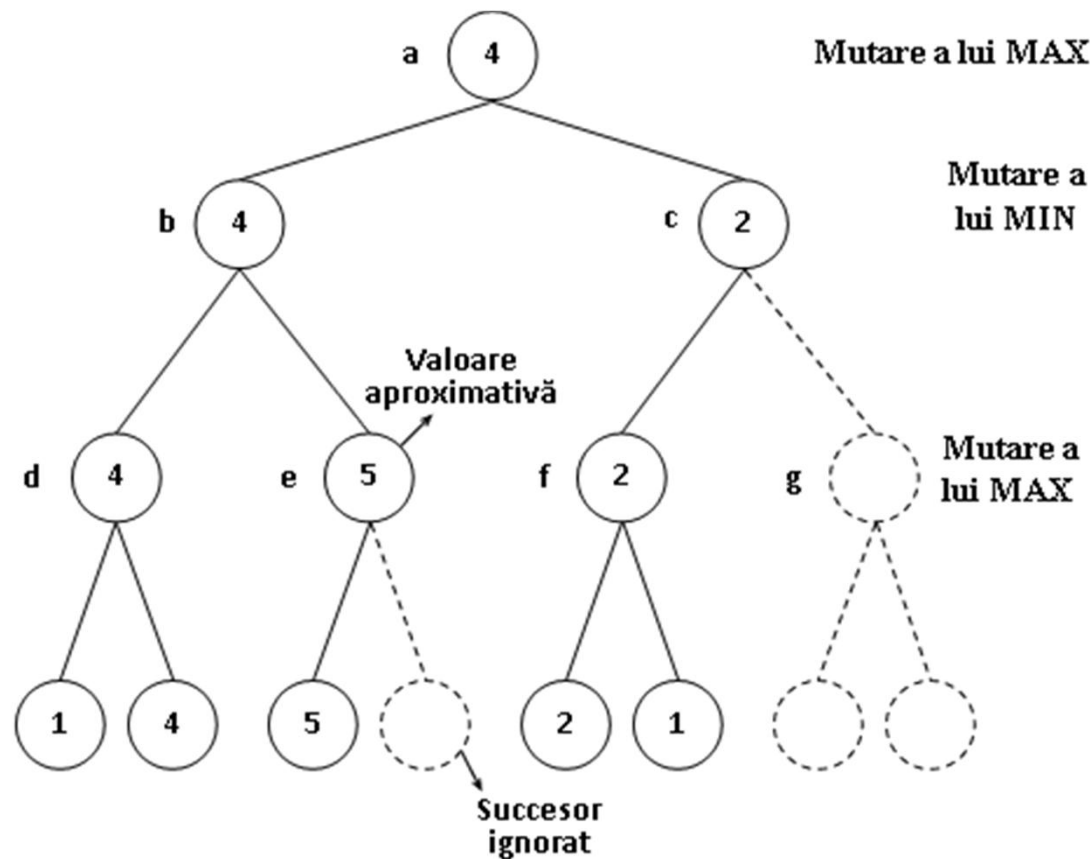 a
4
Mutare a lui MAX
b
4
c
2
Mutare a
lui MIN
Valoare
aproximativă
d
4
e
5
f
2
g
Mutare a
lui MAX
1
4
5
2
1
Succesor
ignorat